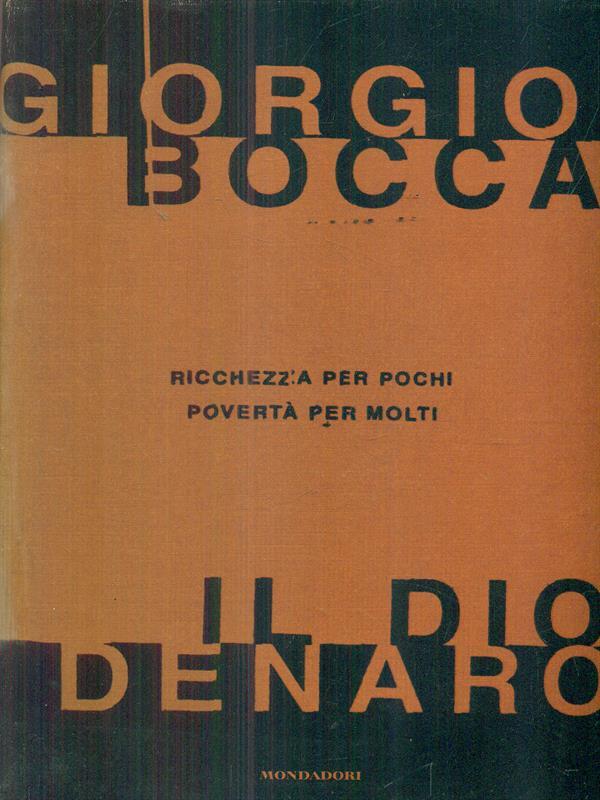 GIORGIO
BOCCA
RICCHEZZA PER POCHI
POVERTÀ PER MOLTI
IL DIO
DENARO
MONDADORI